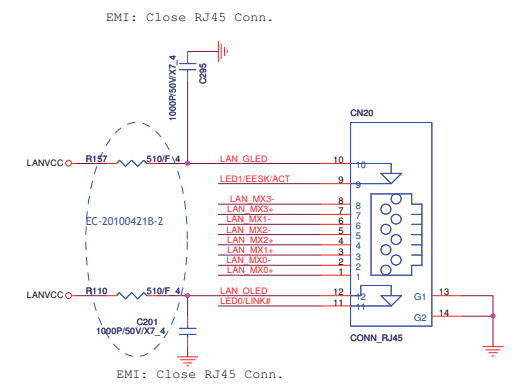 EMI: Close RJ45 Conn.
1000P/50V/X7_4
C295
CN20
LANVCC R157 510/F_4 LAN_GLED 10 10
LED1/EESK/ACT 9 9
LAN_MX3- 8 8
LAN_MX3+ 7 7
LAN_MX1- 6 6
LAN_MX2- 5 5
LAN_MX2+ 4 4
LAN_MX1+ 3 3
LAN_MX0- 2 2
LAN_MX0+ 1 1
EC-20100421B-2
LANVCC R110 510/F_4 LAN_OLED 12 12
LED0/LINK# 11 11
G1 13
G2 14
C201
1000P/50V/X7_4
CONN_RJ45
EMI: Close RJ45 Conn.